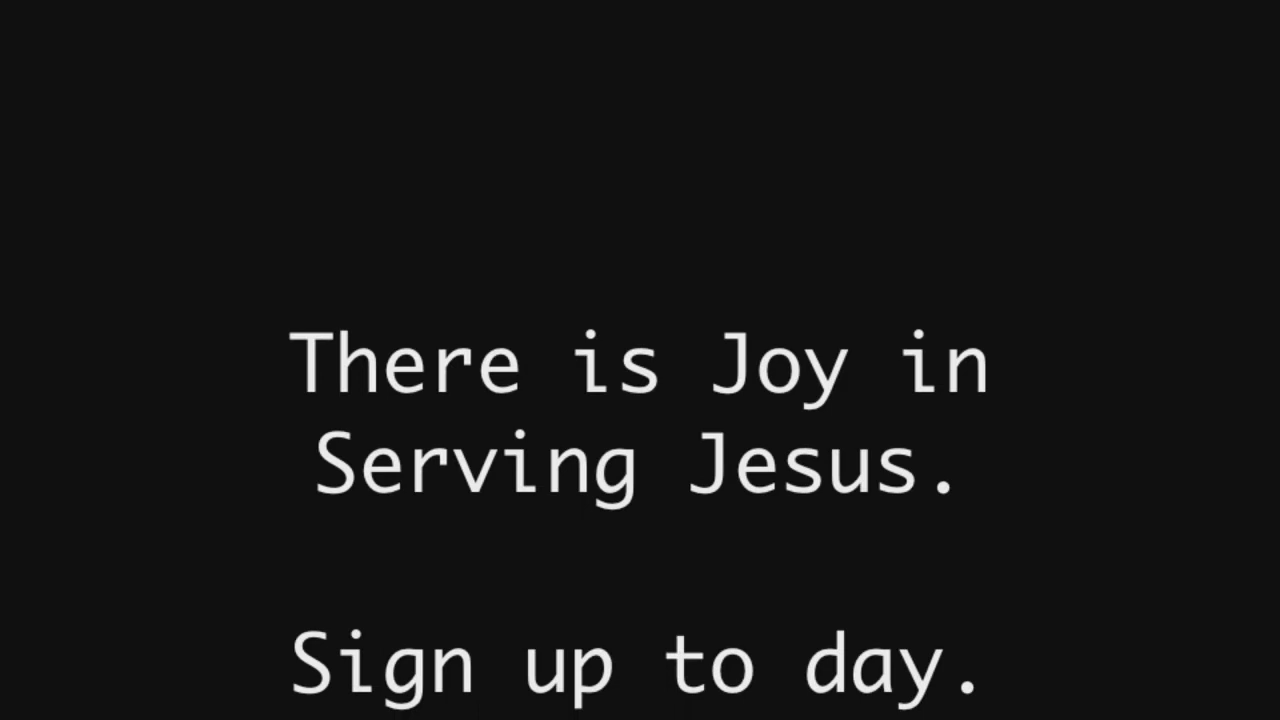 There is Joy in
Serving Jesus.
Sign up to day.